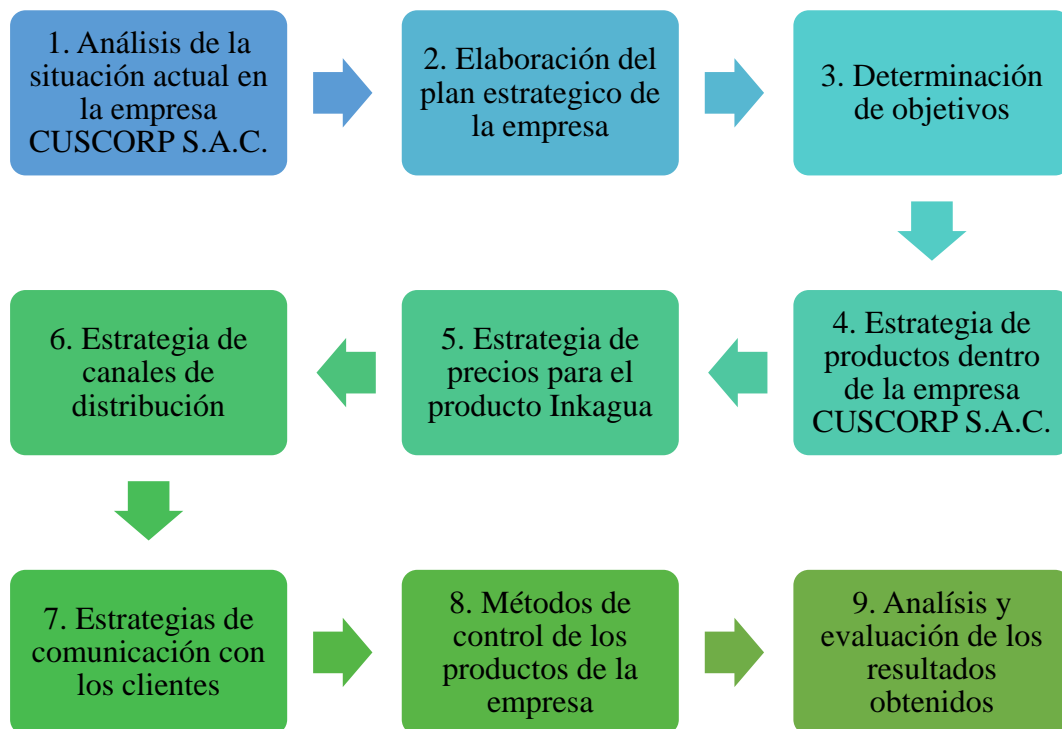 1. Análisis de la
situación actual en
la empresa
CUSCORP S.A.C.
2. Elaboración del
plan estrategico de
la empresa
3. Determinación
de objetivos
4. Estrategia de
productos dentro
de la empresa
CUSCORP S.A.C.
5. Estrategia de
precios para el
producto Inkagua
6. Estrategia de
canales de
distribución
7. Estrategias de
comunicación con
los clientes
8. Métodos de
control de los
productos de la
empresa
9. Analísis y
evaluación de los
resultados
obtenidos